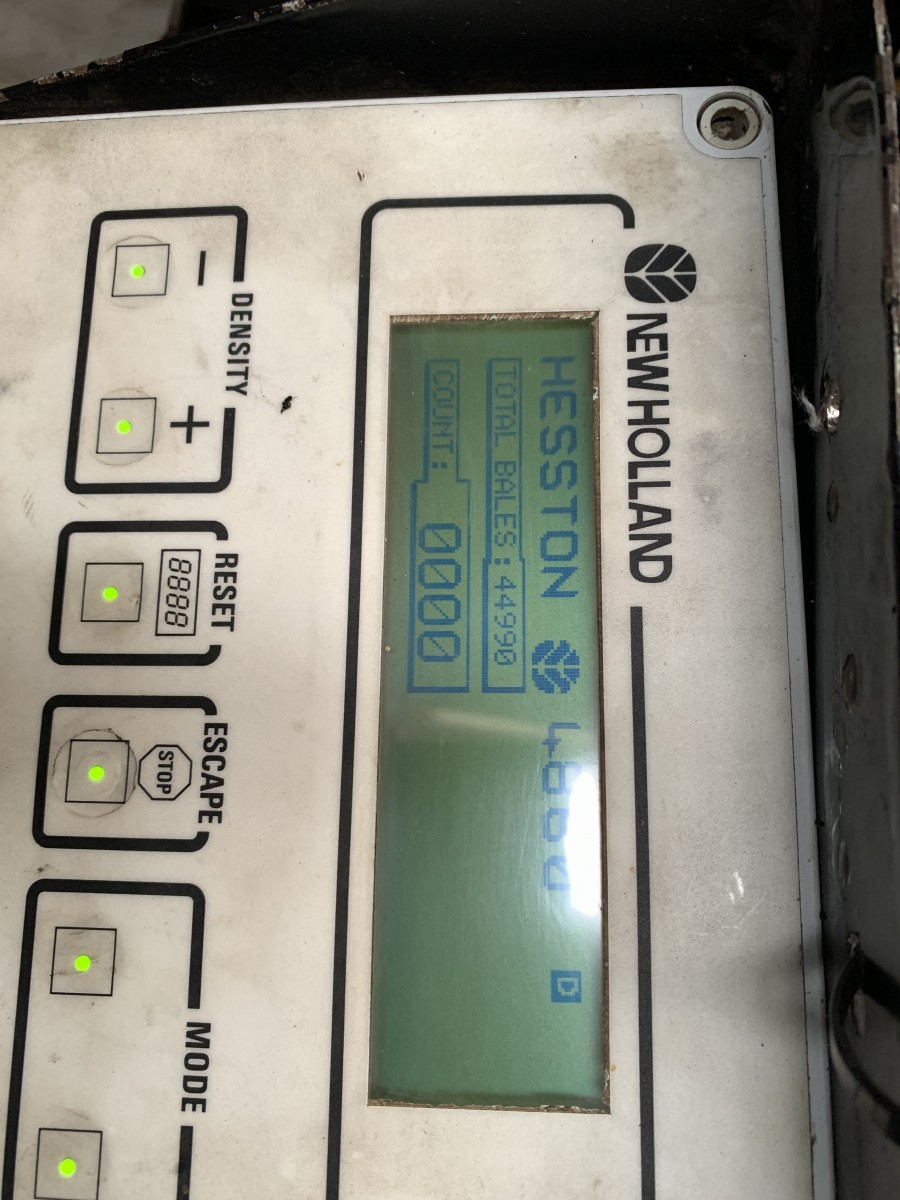 NEW HOLLAND
HESSTON 4860 D
TOTAL BALES:44990
COUNT: 0000
DENSITY
- +
RESET
8888
ESCAPE
STOP
MODE